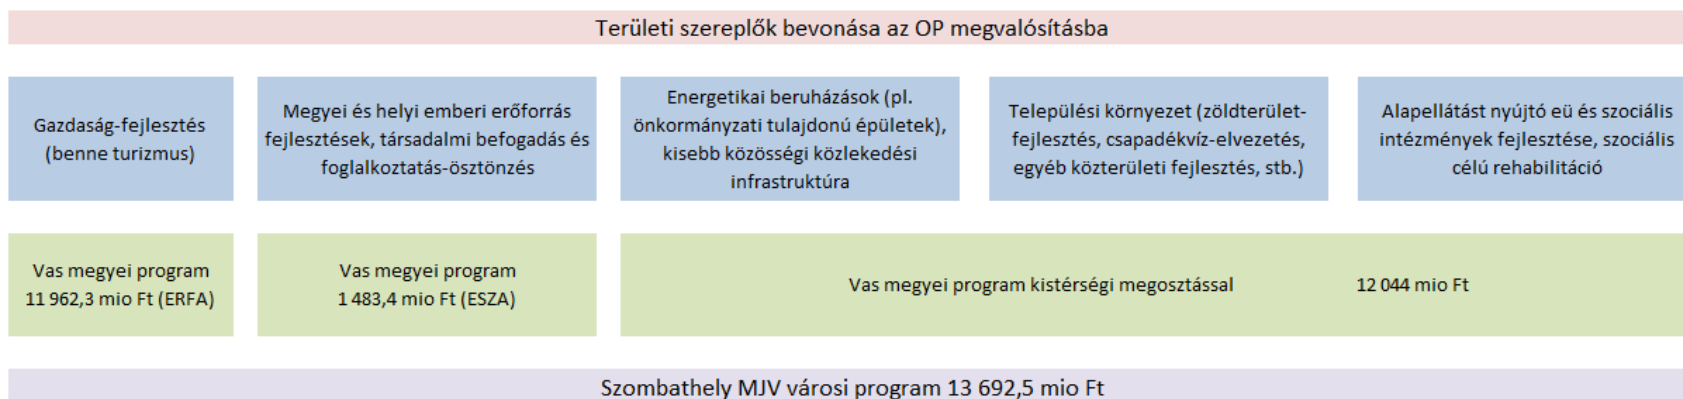 Területi szereplők bevonása az OP megvalósításba
Gazdaság-fejlesztés
(benne turizmus)
Megyei és helyi emberi erőforrás
fejlesztések, társadalmi befogadás és
foglalkoztatás-ösztönzés
Energetikai beruházások (pl.
önkormányzati tulajdonú épületek),
kisebb közösségi közlekedési
infrastruktúra
Települési környezet (zöldterület-
fejlesztés, csapadékvíz-elvezetés,
egyéb közterületi fejlesztés, stb.)
Alapellátást nyújtó eü és szociális
intézmények fejlesztése, szociális
célú rehabilitáció
Vas megyei program
11 962,3 mio Ft (ERFA)
Vas megyei program
1 483,4 mio Ft (ESZA)
Vas megyei program kistérségi megosztással 12 044 mio Ft
Szombathely MJV városi program 13 692,5 mio Ft